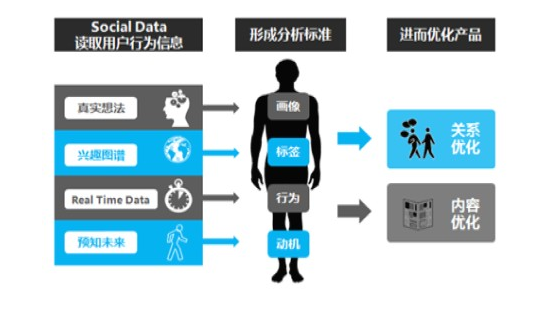 Social Data
读取用户行为信息
形成分析标准
进而优化产品
真实想法
画像
兴趣图谱
标签
关系
优化
Real Time Data
行为
内容
优化
预知未来
动机